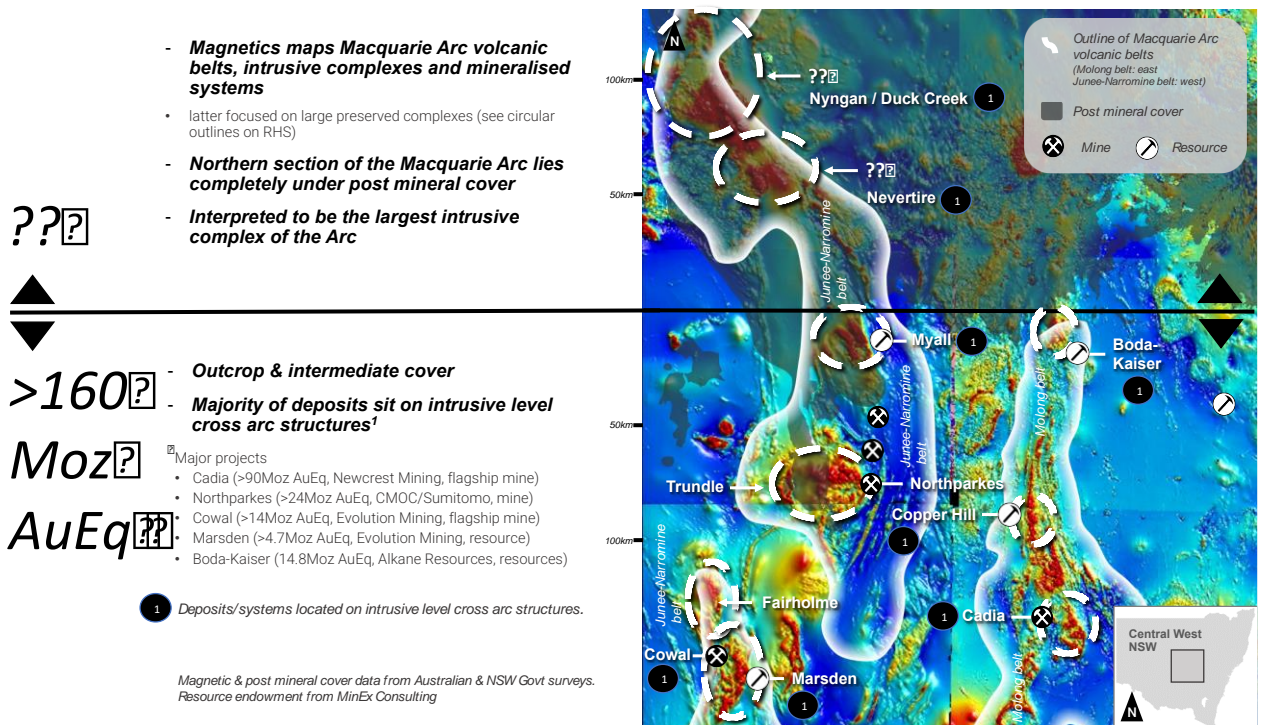 - Magnetics maps Macquarie Arc volcanic
belts, intrusive complexes and mineralised
systems
• latter focused on large preserved complexes (see circular
outlines on RHS)
- Northern section of the Macquarie Arc lies
completely under post mineral cover
- Interpreted to be the largest intrusive
complex of the Arc
???
>160?
Moz?
AuEq??
- Outcrop & intermediate cover
- Majority of deposits sit on intrusive level
cross arc structures1
?Major projects
• Cadia (>90Moz AuEq, Newcrest Mining, flagship mine)
• Northparkes (>24Moz AuEq, CMOC/Sumitomo, mine)
• Cowal (>14Moz AuEq, Evolution Mining, flagship mine)
• Marsden (>4.7Moz AuEq, Evolution Mining, resource)
• Boda-Kaiser (14.8Moz AuEq, Alkane Resources, resources)
1 Deposits/systems located on intrusive level cross arc structures.
Magnetic & post mineral cover data from Australian & NSW Govt surveys.
Resource endowment from MinEx Consulting
N
100km
50km
50km
100km
???
Nyngan / Duck Creek 1
???
Nevertire 1
Junee-Narromine
belt
Outline of Macquarie Arc
volcanic belts
(Molong belt: east
Junee-Narromine belt: west)
Post mineral cover
Mine
Resource
Myall 1
Boda-
Kaiser
1
Junee-Narromine
belt
Molong belt
Trundle
Northparkes
Copper Hill
1
Junee-Narromine
belt
Fairholme
1 Cadia
Cowal
1
Marsden
1
Molong belt
Central West
NSW
N